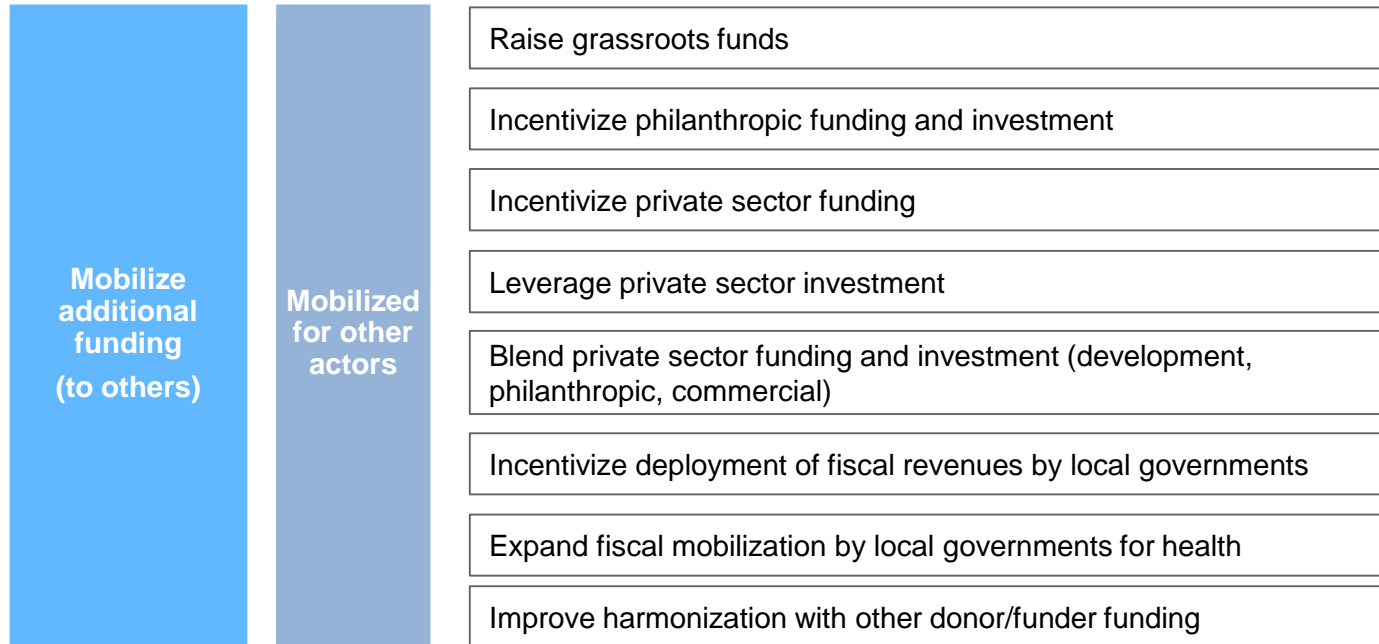 Mobilize
additional
funding
(to others)
Mobilized
for other
actors
Raise grassroots funds
Incentivize philanthropic funding and investment
Incentivize private sector funding
Leverage private sector investment
Blend private sector funding and investment (development,
philanthropic, commercial)
Incentivize deployment of fiscal revenues by local governments
Expand fiscal mobilization by local governments for health
Improve harmonization with other donor/funder funding